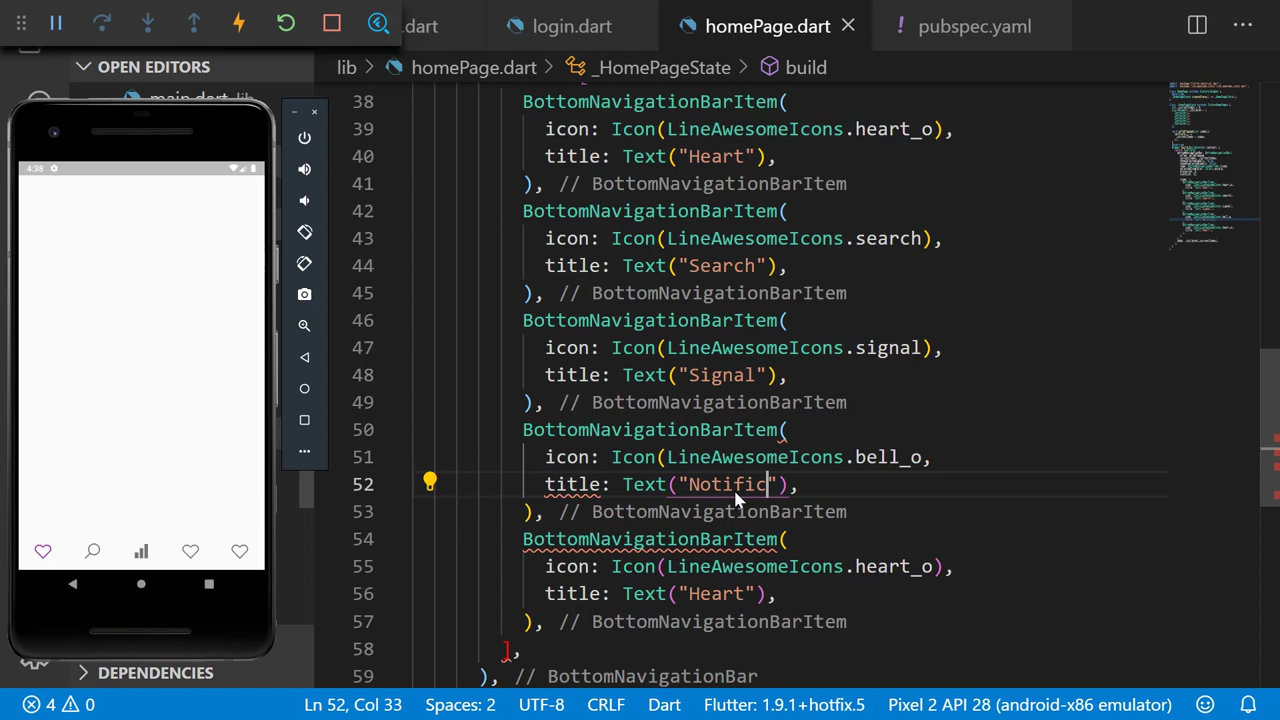 .dart
login.dart
homePage.dart
! pubspec.yaml
OPEN EDITORS
lib > homePage.dart > _HomePageState > build
38 BottomNavigationBarItem(
39 icon: Icon(LineAwesomeIcons.heart_o),
40 title: Text("Heart"),
41 ), // BottomNavigationBarItem
42 BottomNavigationBarItem(
43 icon: Icon(LineAwesomeIcons.search),
44 title: Text("Search"),
45 ), // BottomNavigationBarItem
46 BottomNavigationBarItem(
47 icon: Icon(LineAwesomeIcons.signal),
48 title: Text("Signal"),
49 ), // BottomNavigationBarItem
50 BottomNavigationBarItem(
51 icon: Icon(LineAwesomeIcons.bell_o,
52 title: Text("Notific"),
53 ), // BottomNavigationBarItem
54 BottomNavigationBarItem(
55 icon: Icon(LineAwesomeIcons.heart_o),
56 title: Text("Heart"),
57 ), // BottomNavigationBarItem
58 ],
59 ), // BottomNavigationBar
4:38
DEPENDENCIES
4 0
Ln 52, Col 33
Spaces: 2
UTF-8
CRLF
Dart
Flutter: 1.9.1+hotfix.5
Pixel 2 API 28 (android-x86 emulator)